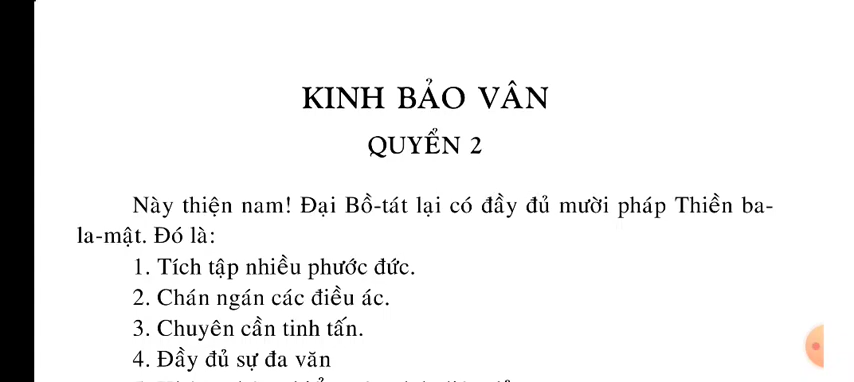 KINH BẢO VÂN
QUYỂN 2
Này thiện nam! Đại Bồ-tát lại có đầy đủ mười pháp Thiền ba-
la-mật. Đó là:
1. Tích tập nhiều phước đức.
2. Chán ngán các điều ác.
3. Chuyên cần tinh tấn.
4. Đầy đủ sự đa văn